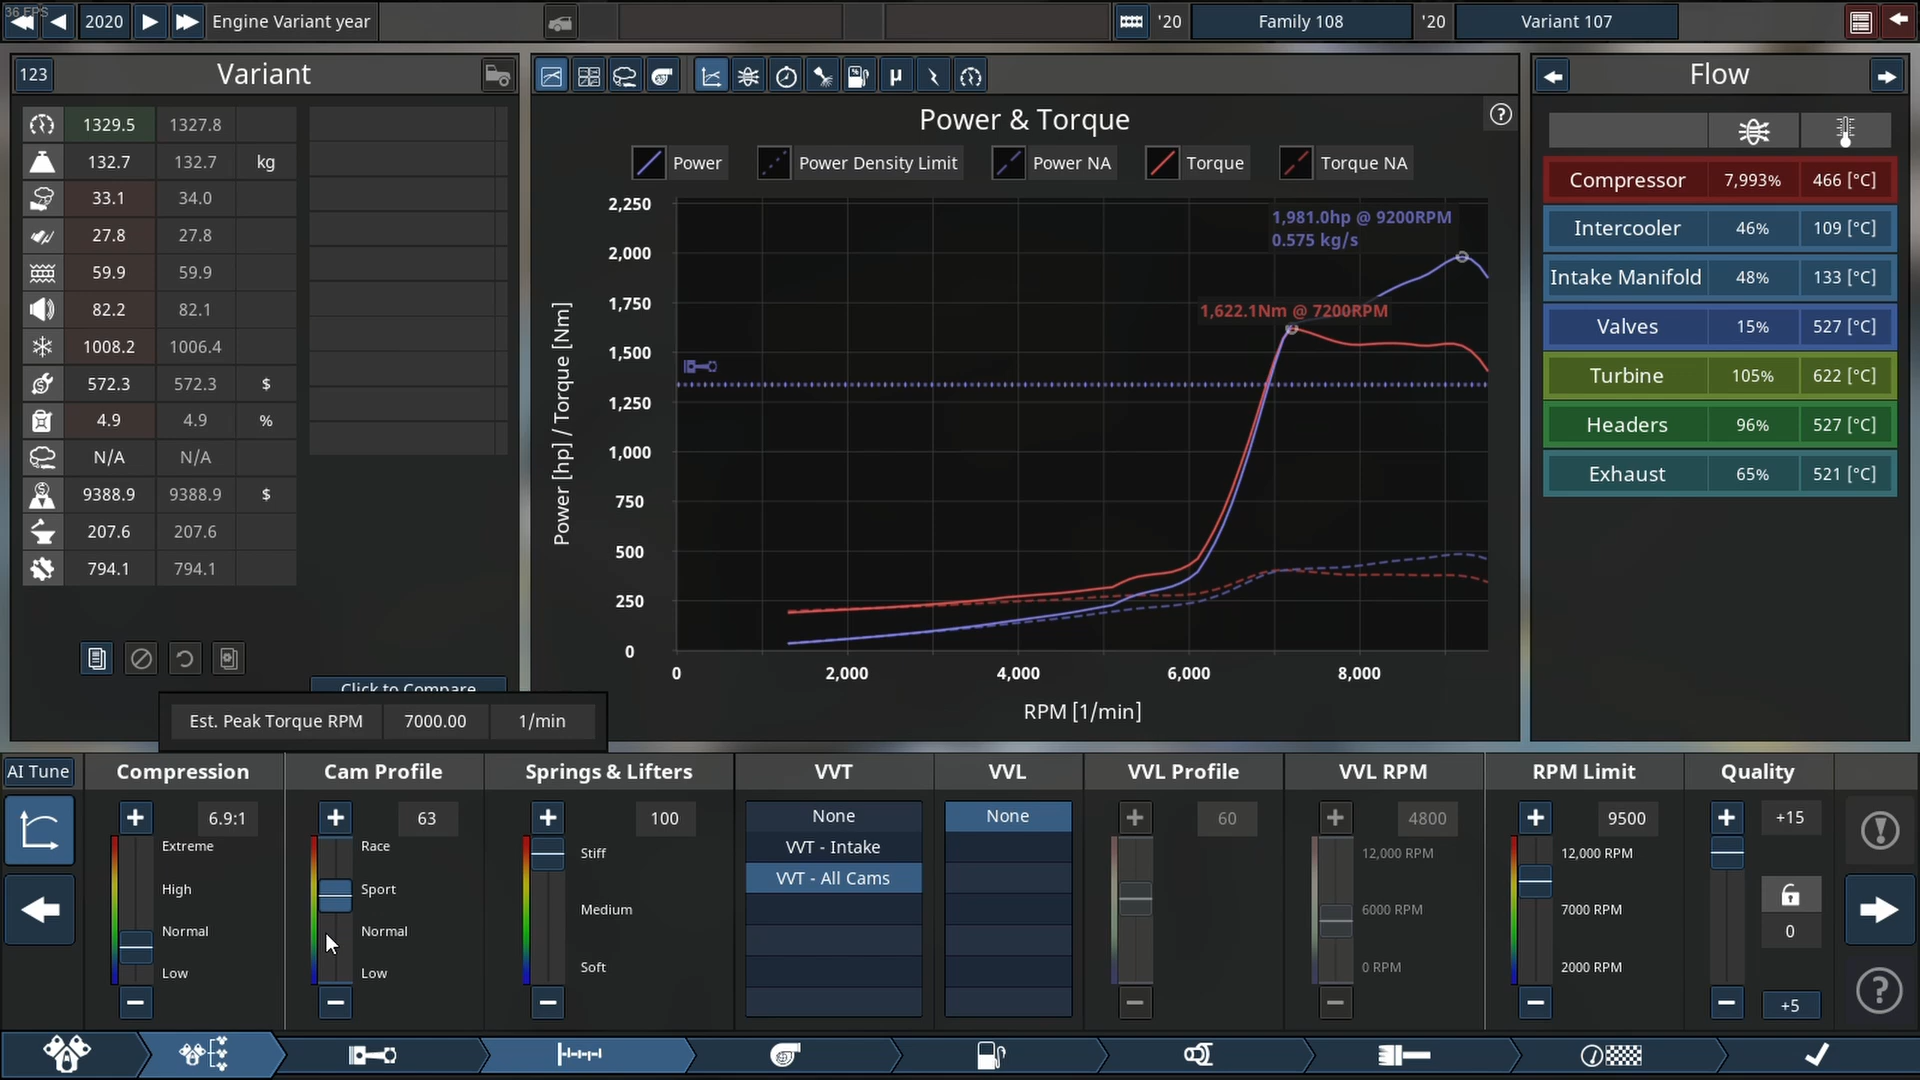 36 FPS
2020
Engine Variant year
'20
Family 108
'20
Variant 107
123
Variant
1329.5 1327.8
132.7 132.7 kg
33.1 34.0
27.8 27.8
59.9 59.9
82.2 82.1
1008.2 1006.4
572.3 572.3 $
4.9 4.9 %
N/A N/A
9388.9 9388.9 $
207.6 207.6
794.1 794.1
Click to Compare
Est. Peak Torque RPM 7000.00 1/min
Power & Torque
?
Power
Power Density Limit
Power NA
Torque
Torque NA
1,981.0hp @ 9200RPM
0.575 kg/s
1,622.1Nm @ 7200RPM
Power [hp] / Torque [Nm]
2,250
2,000
1,750
1,500
1,250
1,000
750
500
250
0
0 2,000 4,000 6,000 8,000
RPM [1/min]
Flow
Compressor 7,993% 466 [°C]
Intercooler 46% 109 [°C]
Intake Manifold 48% 133 [°C]
Valves 15% 527 [°C]
Turbine 105% 622 [°C]
Headers 96% 527 [°C]
Exhaust 65% 521 [°C]
AI Tune
Compression
+
6.9:1
Extreme
High
Normal
Low
−
Cam Profile
+
63
Race
Sport
Normal
Low
−
Springs & Lifters
+
100
Stiff
Medium
Soft
−
VVT
None
VVT - Intake
VVT - All Cams
VVL
None
VVL Profile
+
60
−
VVL RPM
+
4800
12,000 RPM
6000 RPM
0 RPM
−
RPM Limit
+
9500
12,000 RPM
7000 RPM
2000 RPM
−
Quality
+
+15
0
−
+5
!
?